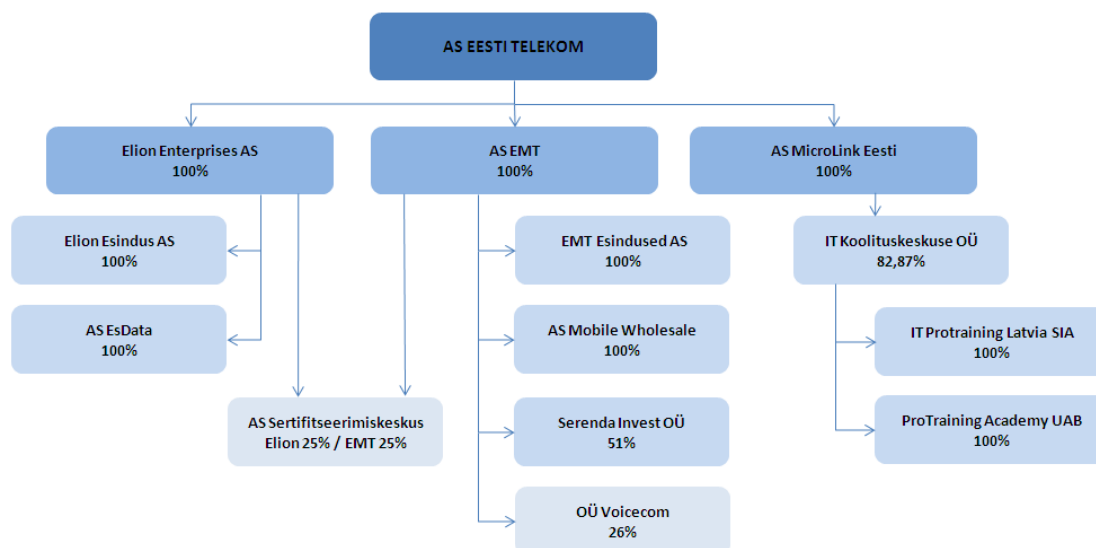 AS EESTI TELEKOM
Elion Enterprises AS
100%
AS EMT
100%
AS MicroLink Eesti
100%
Elion Esindus AS
100%
EMT Esindused AS
100%
IT Koolituskeskuse OÜ
82,87%
AS EsData
100%
AS Mobile Wholesale
100%
IT Protraining Latvia SIA
100%
AS Sertifitseerimiskeskus
Elion 25% / EMT 25%
Serenda Invest OÜ
51%
ProTraining Academy UAB
100%
OÜ Voicecom
26%